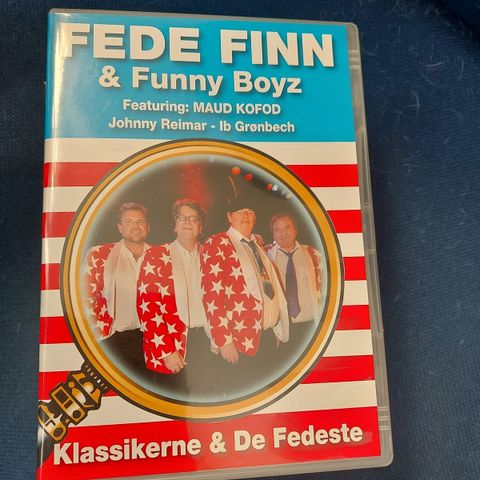 FEDE FINN
& Funny Boyz
Featuring: MAUD KOFOD
Johnny Reimar - Ib Grønbech
Klassikerne & De Fedeste